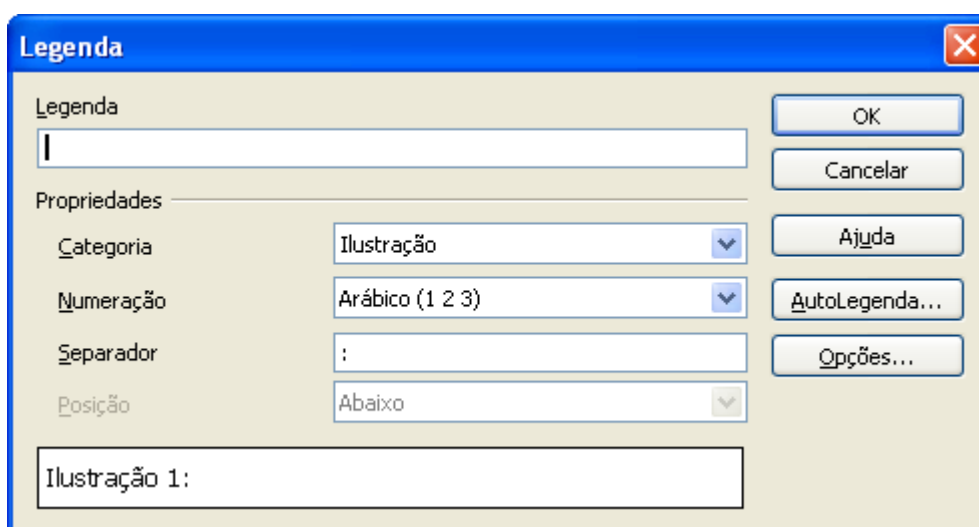 Legenda
Legenda
OK
Cancelar
Propriedades
Categoria
Ilustração
Ajuda
Numeração
Arábico (1 2 3)
AutoLegenda...
Separador
:
Opções...
Posição
Abaixo
Ilustração 1: